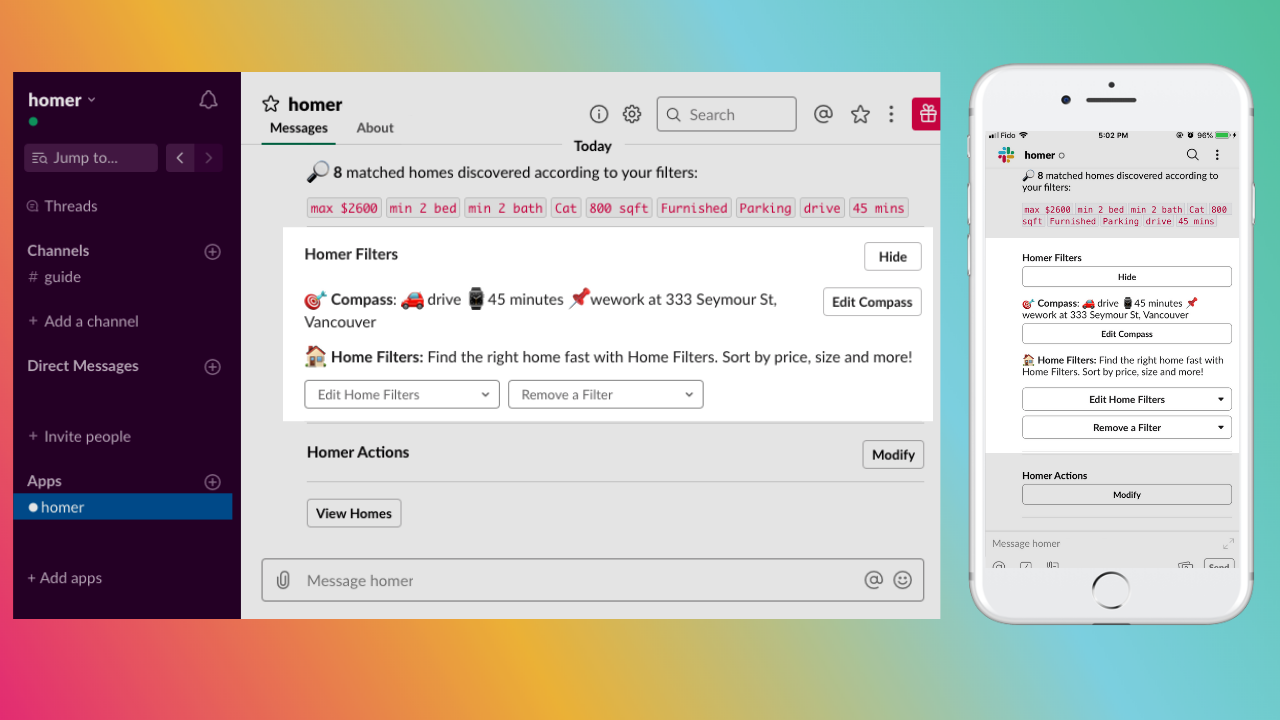 homer
Jump to...
Threads
Channels
# guide
+ Add a channel
Direct Messages
+ Invite people
Apps
homer
+ Add apps
homer
Messages About
Search
Today
8 matched homes discovered according to your filters:
max $2600 min 2 bed min 2 bath Cat 800 sqft Furnished Parking drive 45 mins
Homer Filters
Hide
Compass: drive 45 minutes wework at 333 Seymour St,
Vancouver
Edit Compass
Home Filters: Find the right home fast with Home Filters. Sort by price, size and more!
Edit Home Filters Remove a Filter
Homer Actions
Modify
View Homes
Message homer
Fido 5:02 PM 96%
homer
8 matched homes discovered according to
your filters:
max $2600 min 2 bed min 2 bath Cat 800
sqft Furnished Parking drive 45 mins
Homer Filters
Hide
Compass: drive 45 minutes
wework at 333 Seymour St, Vancouver
Edit Compass
Home Filters: Find the right home fast with
Home Filters. Sort by price, size and more!
Edit Home Filters
Remove a Filter
Homer Actions
Modify
Message homer
Send